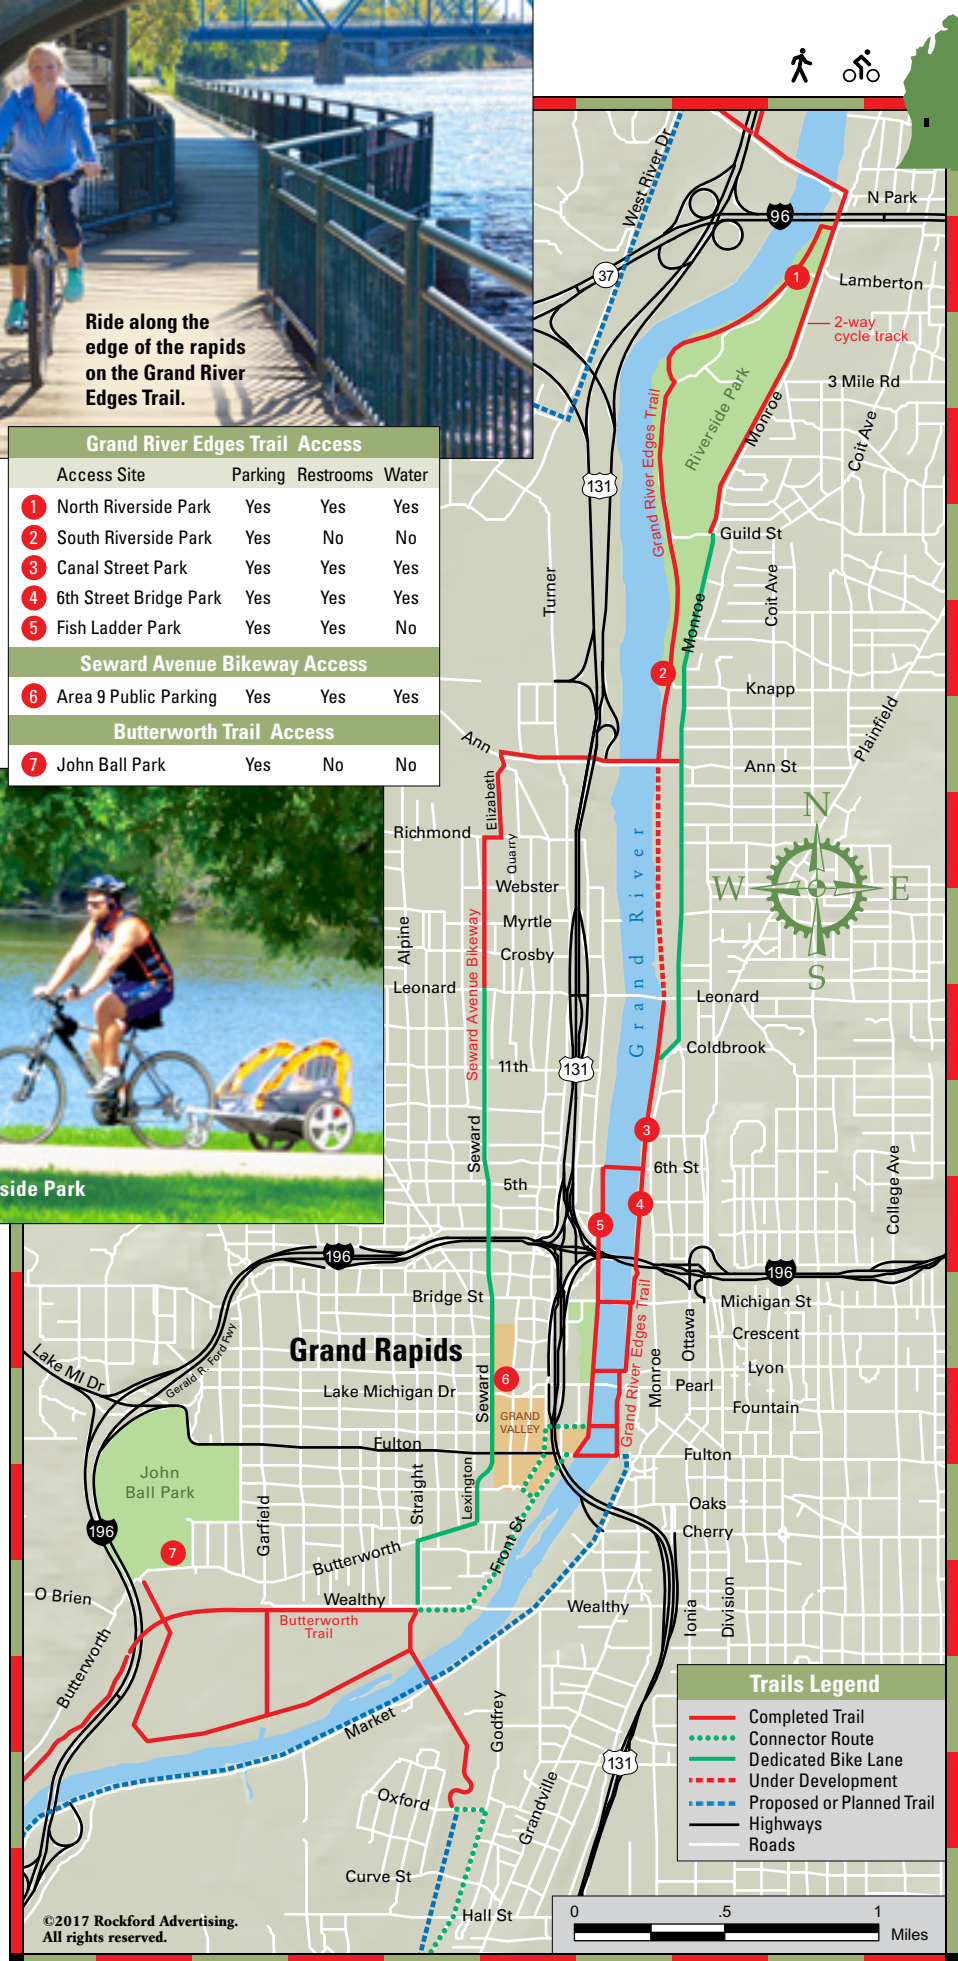 Ride along the
edge of the rapids
on the Grand River
Edges Trail.
Grand River Edges Trail Access
Access Site Parking Restrooms Water
1 North Riverside Park Yes Yes Yes
2 South Riverside Park Yes No No
3 Canal Street Park Yes Yes Yes
4 6th Street Bridge Park Yes Yes Yes
5 Fish Ladder Park Yes Yes No
Seward Avenue Bikeway Access
6 Area 9 Public Parking Yes Yes Yes
Butterworth Trail Access
7 John Ball Park Yes No No
side Park
West River Dr
N Park
96
37
1
Lamberton
2-way
cycle track
3 Mile Rd
Riverside Park
Monroe
Coit Ave
Grand River Edges Trail
131
Guild St
Turner
Coit Ave
Monroe
2
Knapp
Plainfield
Ann
Ann St
Elizabeth
Richmond
Quarry
Webster
Myrtle
Crosby
Alpine
Seward Avenue Bikeway
Leonard
Grand River
N
W
E
S
Leonard
Coldbrook
11th
131
3
Seward
6th St
5th
4
5
College Ave
196
196
Bridge St
Michigan St
Grand River Edges Trail
Ottawa
Crescent
Grand Rapids
Lake MI Dr
Gerald R. Ford Fwy
Lyon
Monroe
Pearl
6
Lake Michigan Dr
Seward
GRAND
VALLEY
Fountain
Fulton
Fulton
John
Ball Park
Straight
Lexington
Garfield
Oaks
Cherry
196
7
Butterworth
Front St
O Brien
Wealthy
Wealthy
Butterworth
Trail
Ionia
Division
Butterworth
Market
Godfrey
131
Oxford
Grandville
Curve St
Hall St
Trails Legend
Completed Trail
Connector Route
Dedicated Bike Lane
Under Development
Proposed or Planned Trail
Highways
Roads
0 .5 1
Miles
©2017 Rockford Advertising.
All rights reserved.